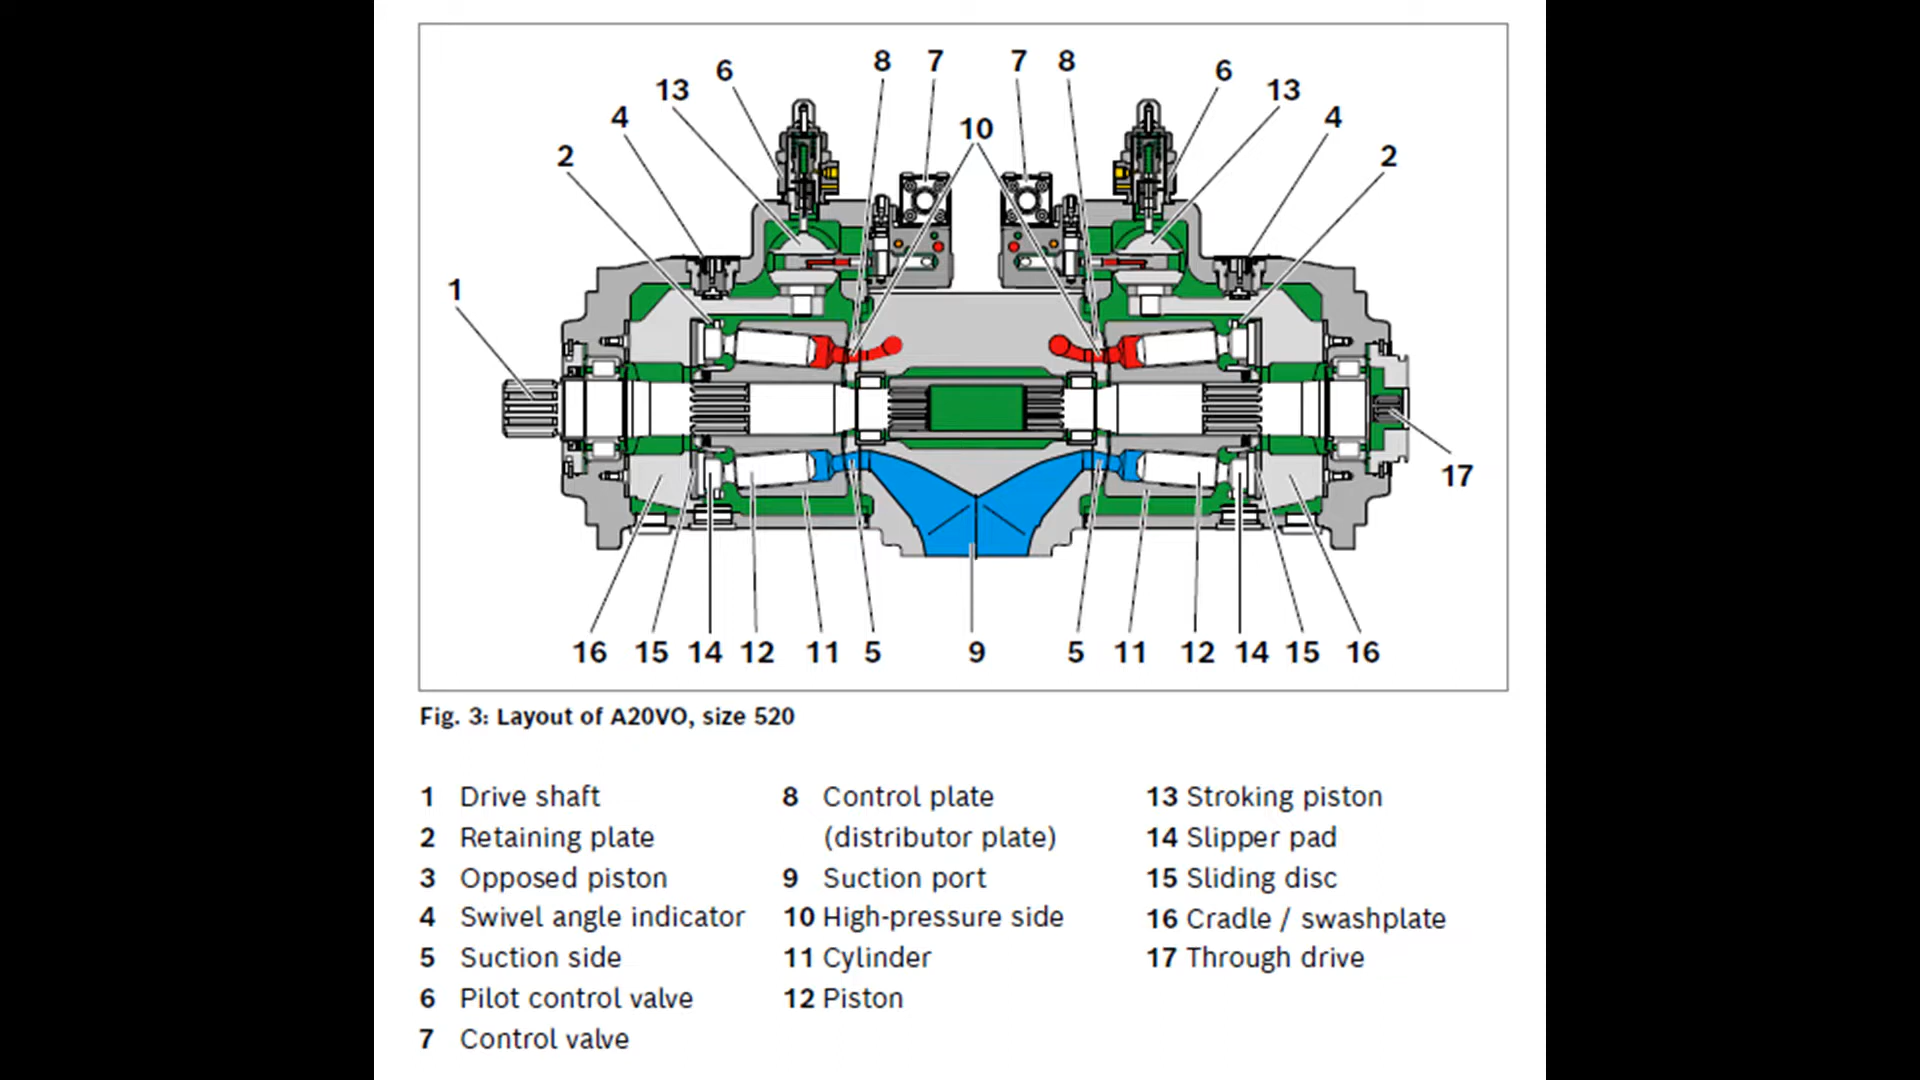 8 7 7 8
6 6
13 13
4 10 4
2 2
1
17
16 15 14 12 11 5 9 5 11 12 14 15 16
Fig. 3: Layout of A20VO, size 520
1 Drive shaft
2 Retaining plate
3 Opposed piston
4 Swivel angle indicator
5 Suction side
6 Pilot control valve
7 Control valve
8 Control plate
(distributor plate)
9 Suction port
10 High-pressure side
11 Cylinder
12 Piston
13 Stroking piston
14 Slipper pad
15 Sliding disc
16 Cradle / swashplate
17 Through drive